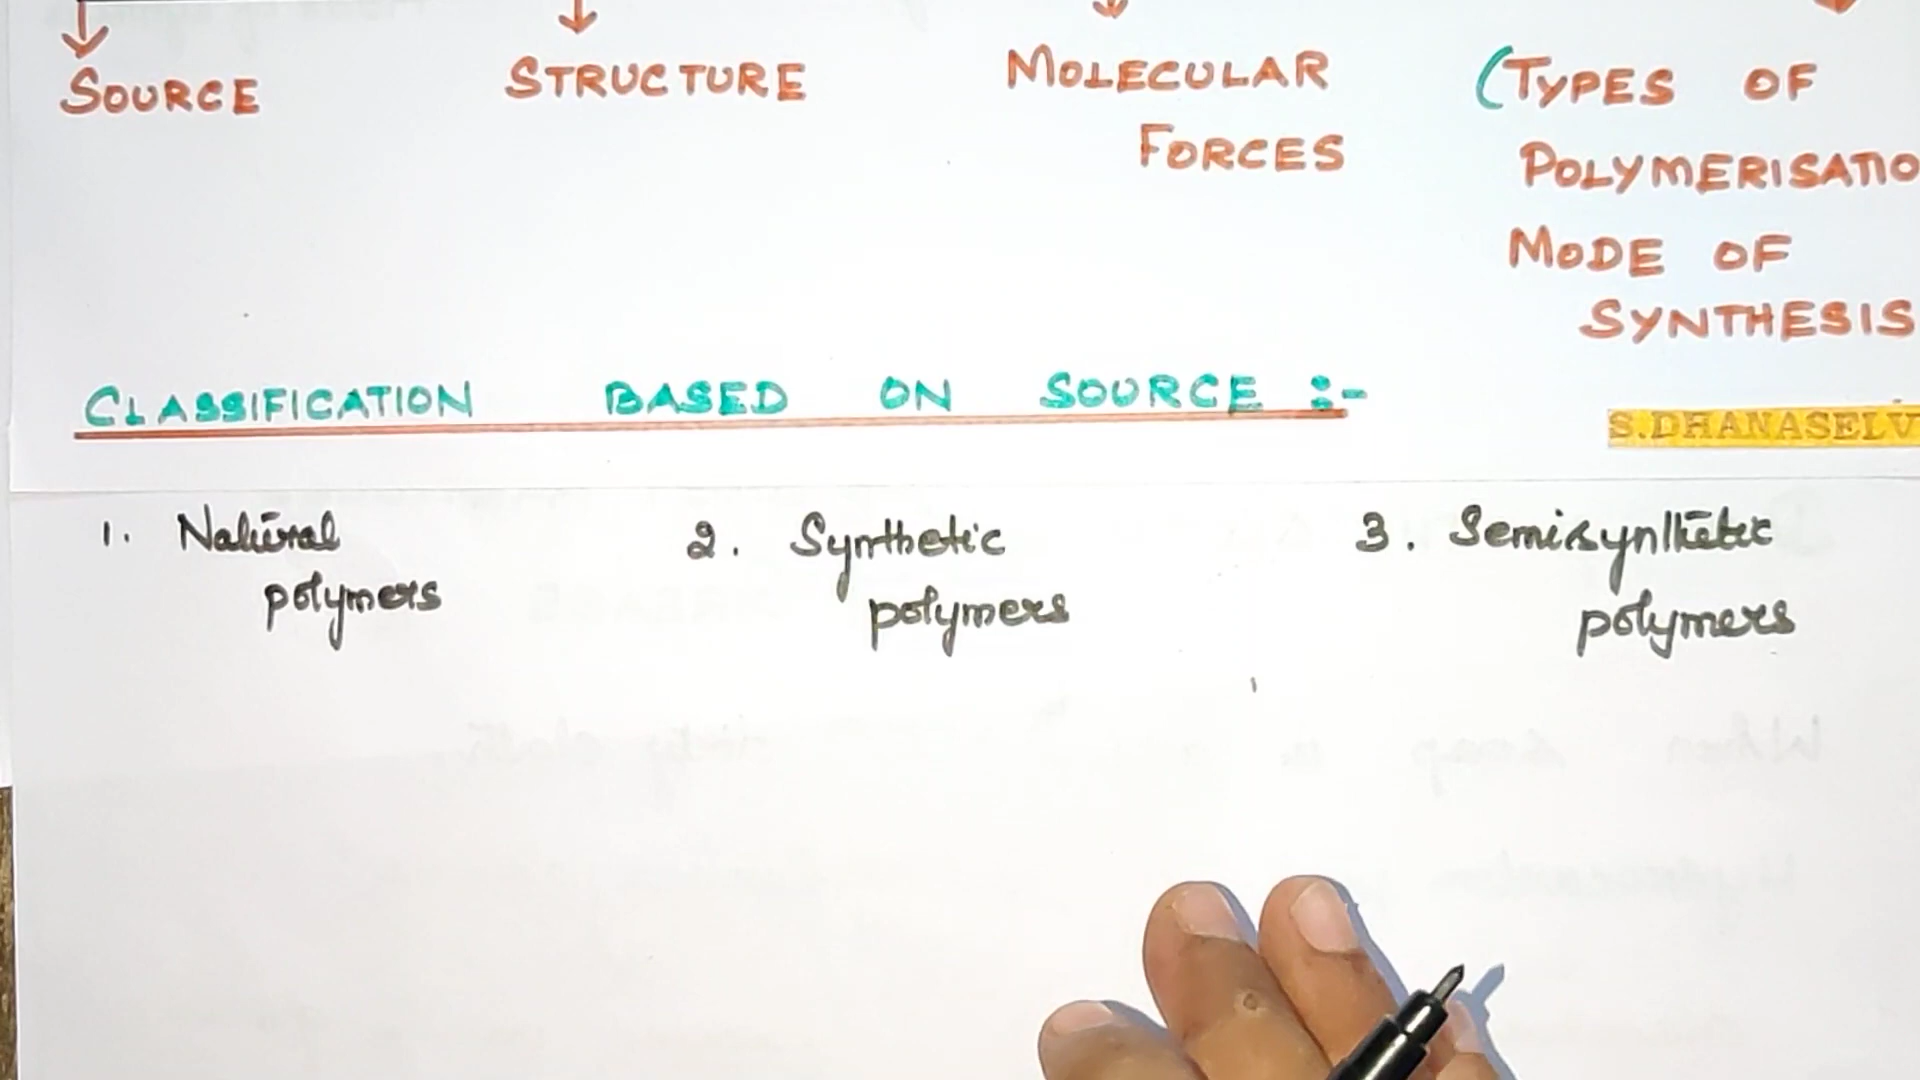 SOURCE
STRUCTURE
MOLECULAR
FORCES
(TYPES OF
POLYMERISATIO
MODE OF
SYNTHESIS
CLASSIFICATION BASED ON SOURCE :-
S.DHANASELV
1. Natural
polymers
2. Synthetic
polymers
3. Semisynthetic
polymers